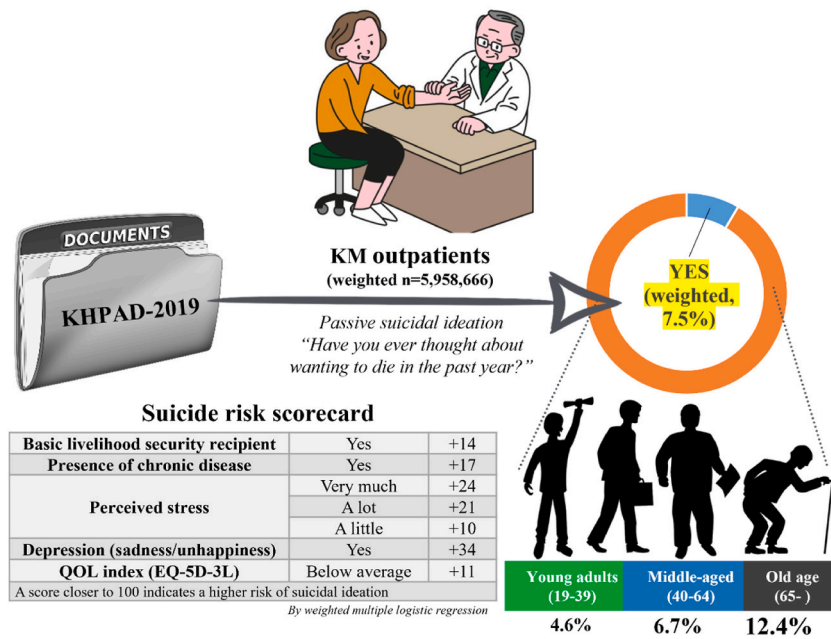 DOCUMENTS
KHPAD-2019
KM outpatients
(weighted n=5,958,666)
Passive suicidal ideation
“Have you ever thought about
wanting to die in the past year?”
YES
(weighted,
7.5%)
Suicide risk scorecard
Basic livelihood security recipient Yes +14
Presence of chronic disease Yes +17
Perceived stress
Very much +24
A lot +21
A little +10
Depression (sadness/unhappiness) Yes +34
QOL index (EQ-5D-3L) Below average +11
A score closer to 100 indicates a higher risk of suicidal ideation
By weighted multiple logistic regression
Young adults
(19-39)
4.6%
Middle-aged
(40-64)
6.7%
Old age
(65- )
12.4%